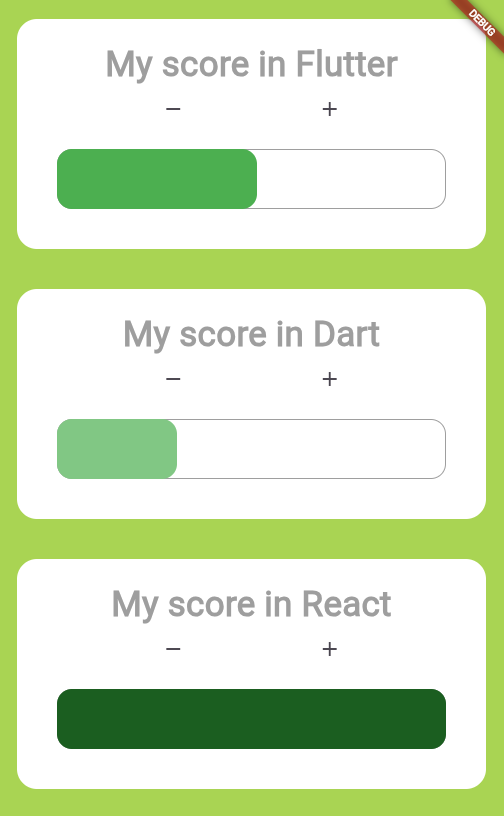 DEBUG
My score in Flutter
− +
My score in Dart
− +
My score in React
− +